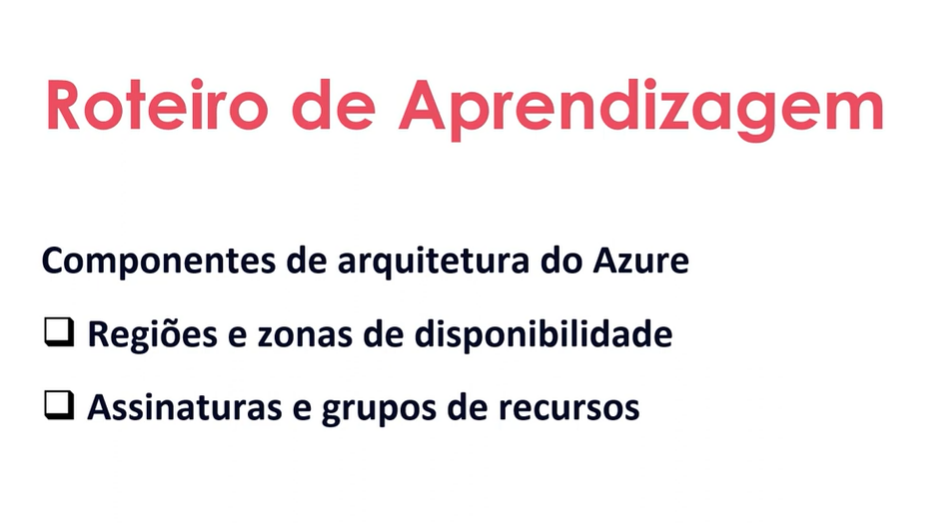 Roteiro de Aprendizagem
Componentes de arquitetura do Azure
❑ Regiões e zonas de disponibilidade
❑ Assinaturas e grupos de recursos